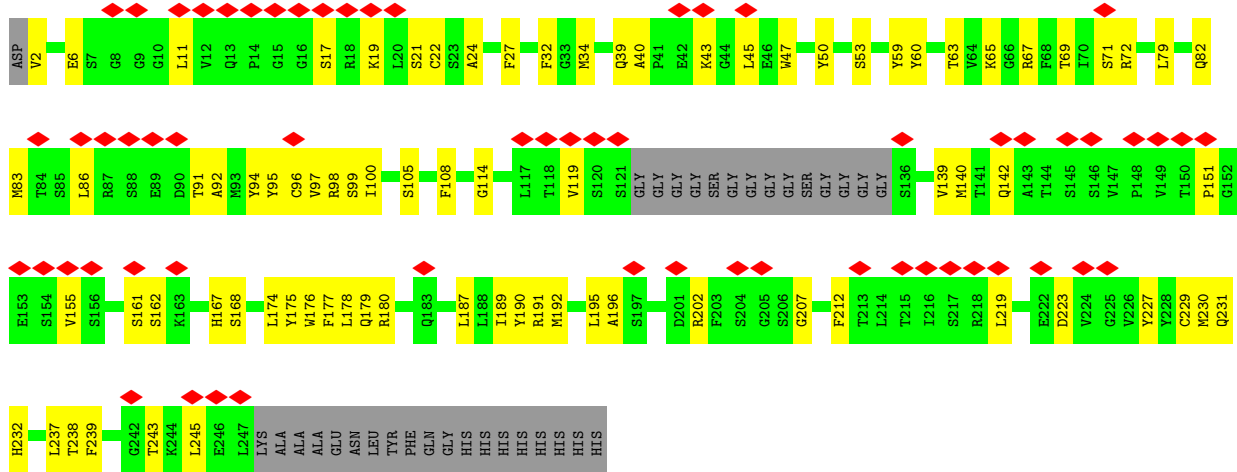 ASP V2 E6 S7 G8 G9 G10 L11 V12 Q13 P14 G15 G16 S17 R18 K19 L20 S21 C22 S23 A24 F27 F32 G33 M34 Q39 A40 P41 E42 K43 G44 L45 E46 W47 Y50 S53 Y59 Y60 T63 V64 K65 G66 R67 F68 T69 I70 S71 R72 L79 Q82
M83 T84 S85 L86 R87 S88 E89 D90 T91 A92 M93 Y94 Y95 C96 V97 R98 S99 I100 S105 F108 G114 L117 T118 V119 S120 S121 GLY GLY GLY GLY SER GLY GLY GLY GLY SER GLY GLY GLY GLY S136 V139 M140 T141 Q142 A143 T144 S145 S146 V147 P148 V149 T150 P151 G152
E153 S154 V155 S156 S161 S162 K163 H167 S168 L174 Y175 W176 F177 L178 Q179 R180 Q183 L187 L188 I189 Y190 R191 M192 L195 A196 S197 D201 R202 F203 S204 G205 S206 G207 F212 T213 L214 T215 I216 S217 R218 L219 E222 D223 V224 G225 V226 Y227 Y228 C229 M230 Q231
H232 L237 T238 F239 G242 T243 K244 L245 E246 L247 LYS ALA ALA ALA GLU ASN LEU TYR PHE GLN GLY HIS HIS HIS HIS HIS HIS HIS HIS